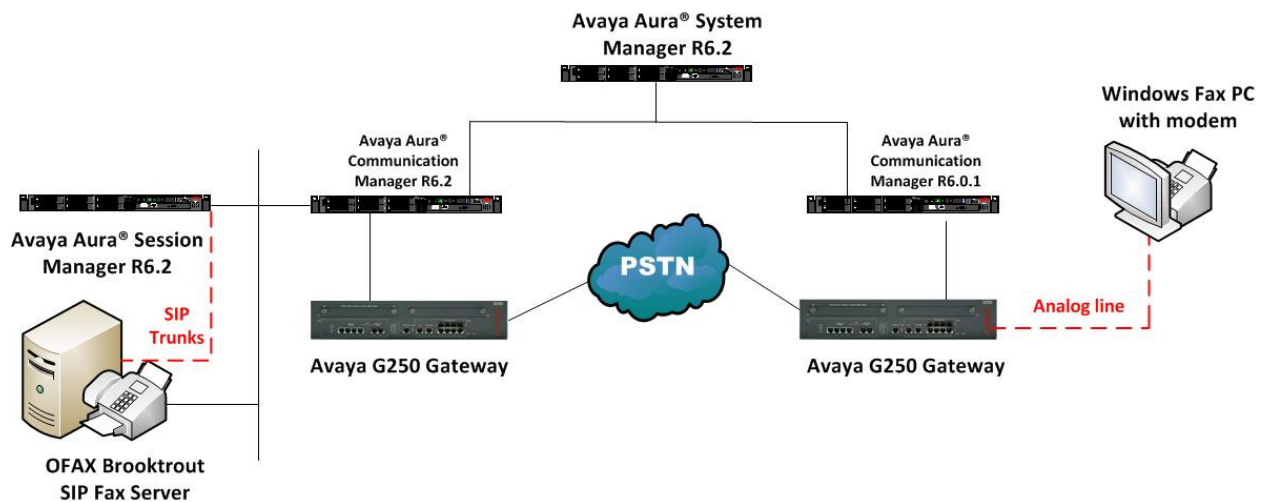 Avaya Aura® System
Manager R6.2
Windows Fax PC
with modem
Avaya Aura®
Communication
Manager R6.2
Avaya Aura®
Communication
Manager R6.0.1
Avaya Aura® Session
Manager R6.2
PSTN
SIP
Trunks
Analog line
Avaya G250 Gateway
Avaya G250 Gateway
OFAX Brooktrout
SIP Fax Server